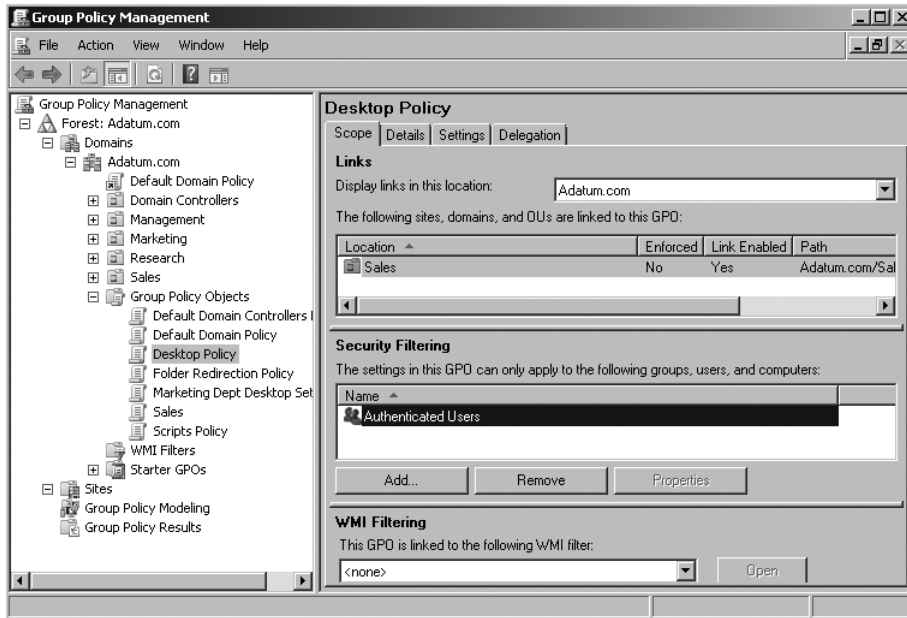 Group Policy Management
File Action View Window Help
Group Policy Management
Forest: Adatum.com
Domains
Adatum.com
Default Domain Policy
Domain Controllers
Management
Marketing
Research
Sales
Group Policy Objects
Default Domain Controllers
Default Domain Policy
Desktop Policy
Folder Redirection Policy
Marketing Dept Desktop Set
Sales
Scripts Policy
WMI Filters
Starter GPOs
Sites
Group Policy Modeling
Group Policy Results
Desktop Policy
Scope Details Settings Delegation
Links
Display links in this location: Adatum.com
The following sites, domains, and OUs are linked to this GPO:
Location Enforced Link Enabled Path
Sales No Yes Adatum.com/Sal
Security Filtering
The settings in this GPO can only apply to the following groups, users, and computers:
Name
Authenticated Users
Add... Remove Properties
WMI Filtering
This GPO is linked to the following WMI filter:
<none> Open